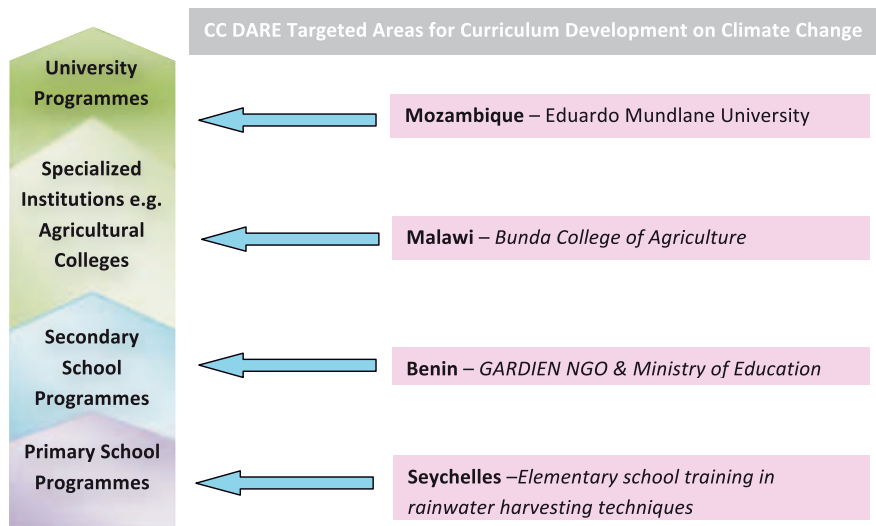 CC DARE Targeted Areas for Curriculum Development on Climate Change
University
Programmes
Mozambique – Eduardo Mundlane University
Specialized
Institutions e.g.
Agricultural
Colleges
Malawi – Bunda College of Agriculture
Secondary
School
Programmes
Benin – GARDIEN NGO & Ministry of Education
Primary School
Programmes
Seychelles –Elementary school training in
rainwater harvesting techniques